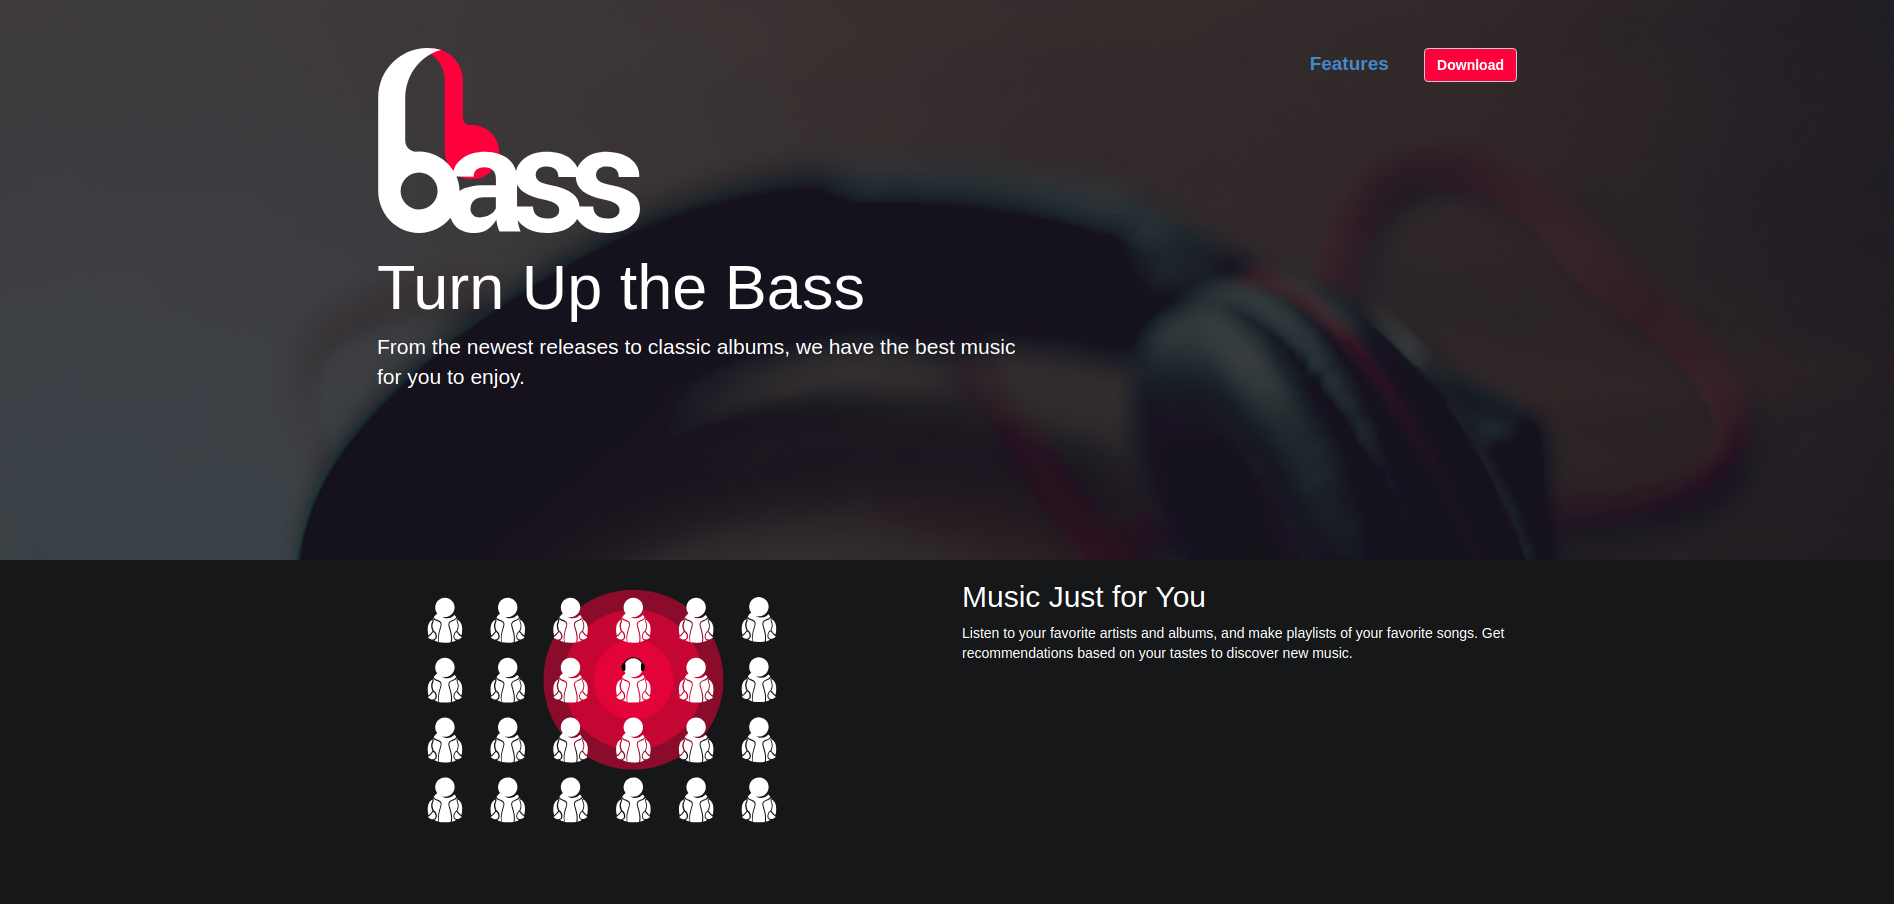 bass
Features
Download
Turn Up the Bass
From the newest releases to classic albums, we have the best music
for you to enjoy.
Music Just for You
Listen to your favorite artists and albums, and make playlists of your favorite songs. Get
recommendations based on your tastes to discover new music.